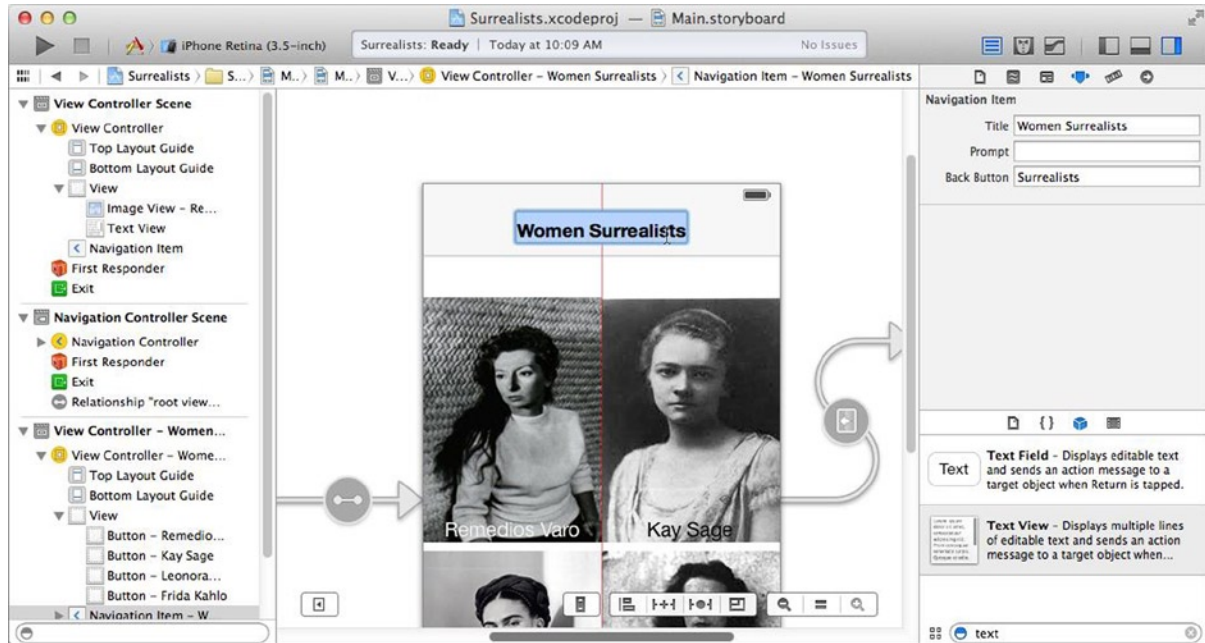 Surrealists.xcodeproj — Main.storyboard
iPhone Retina (3.5-inch)
Surrealists: Ready | Today at 10:09 AM
No Issues
Surrealists
S...
M..
M..
V...
View Controller – Women Surrealists
Navigation Item – Women Surrealists
View Controller Scene
View Controller
Top Layout Guide
Bottom Layout Guide
View
Image View – Re...
Text View
Navigation Item
First Responder
Exit
Navigation Controller Scene
Navigation Controller
First Responder
Exit
Relationship "root view...
View Controller – Women...
View Controller – Wome...
Top Layout Guide
Bottom Layout Guide
View
Button – Remedio...
Button – Kay Sage
Button – Leonora...
Button – Frida Kahlo
Navigation Item – W
Women Surrealists
Remedios Varo
Kay Sage
Navigation Item
Title Women Surrealists
Prompt
Back Button Surrealists
{}
Text
Text Field – Displays editable text
and sends an action message to a
target object when Return is tapped.
Text View – Displays multiple lines
of editable text and sends an action
message to a target object when...
text